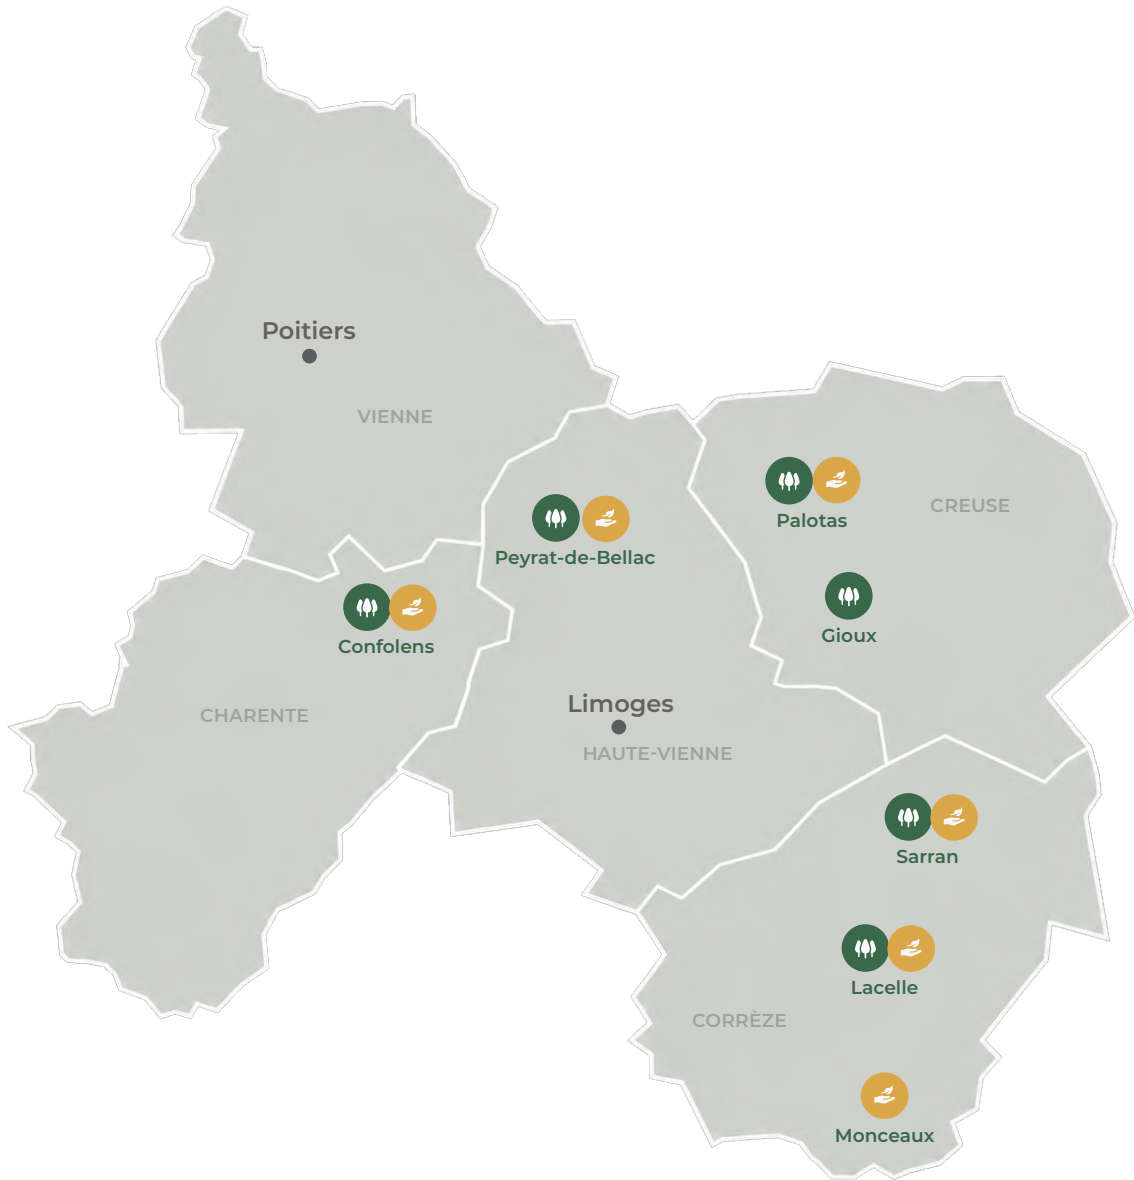 Poitiers
VIENNE
Palotas
CREUSE
Peyrat-de-Bellac
Confolens
Gioux
CHARENTE
Limoges
HAUTE-VIENNE
Sarran
Lacelle
CORRÈZE
Monceaux